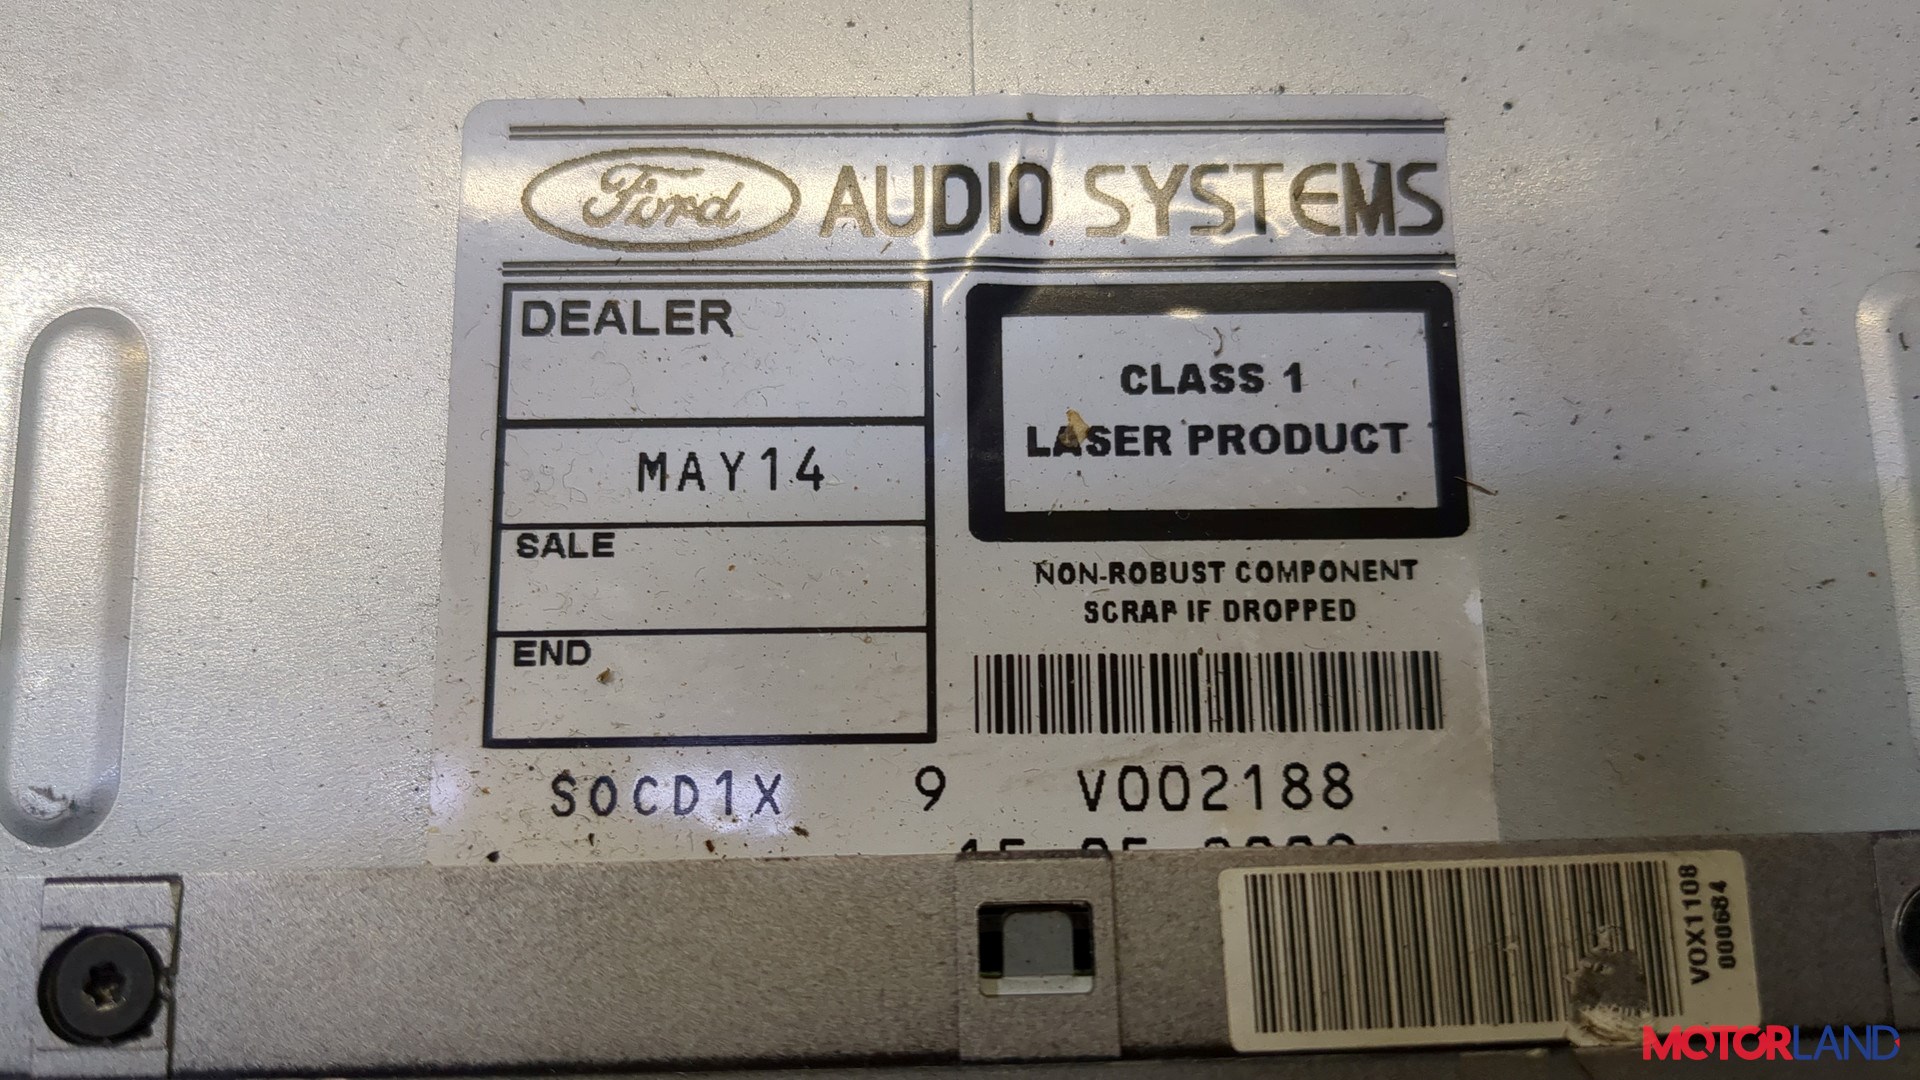 Ford AUDIO SYSTEMS
DEALER
MAY14
SALE
END
CLASS 1
LASER PRODUCT
NON-ROBUST COMPONENT
SCRAP IF DROPPED
SOCD1X 9 V002188
VOX1108
000684
MOTORLAND